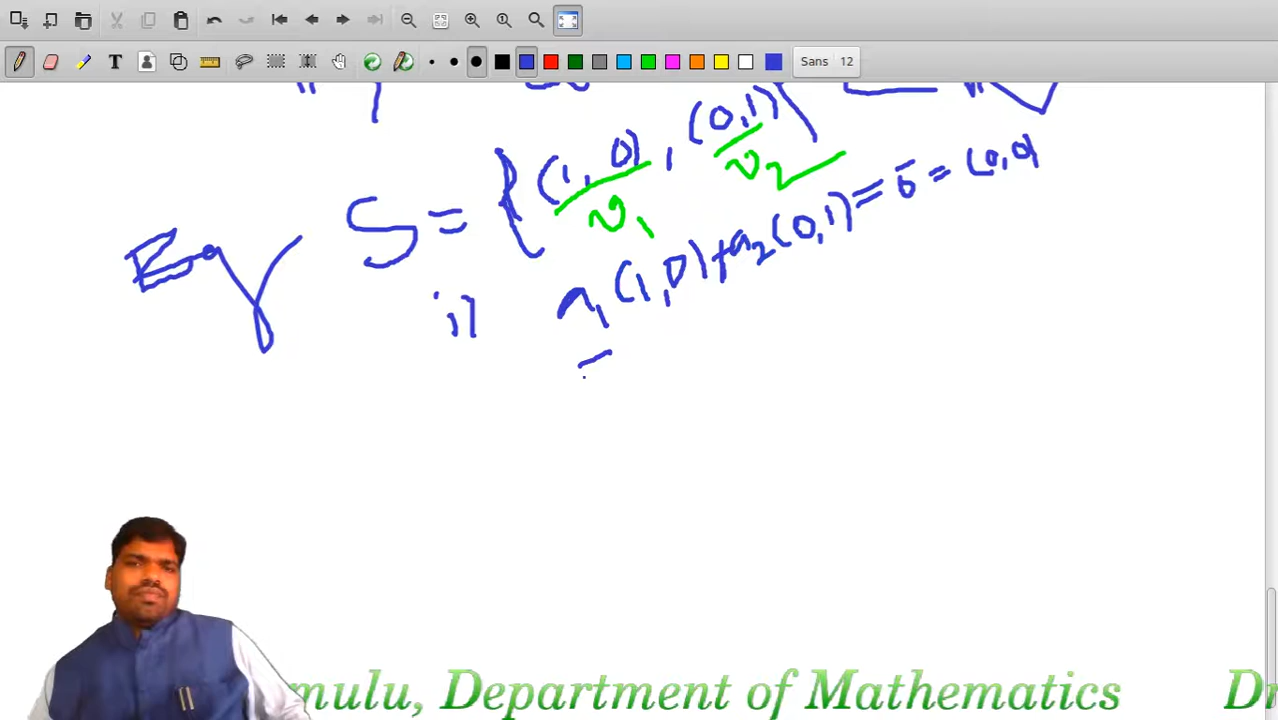 Sans 12
Eg S = { (1, 0) , (0,1) }
v1 v2
i) a1 (1,0) + a2 (0,1) = ō = (0,0)
mulu, Department of Mathematics D